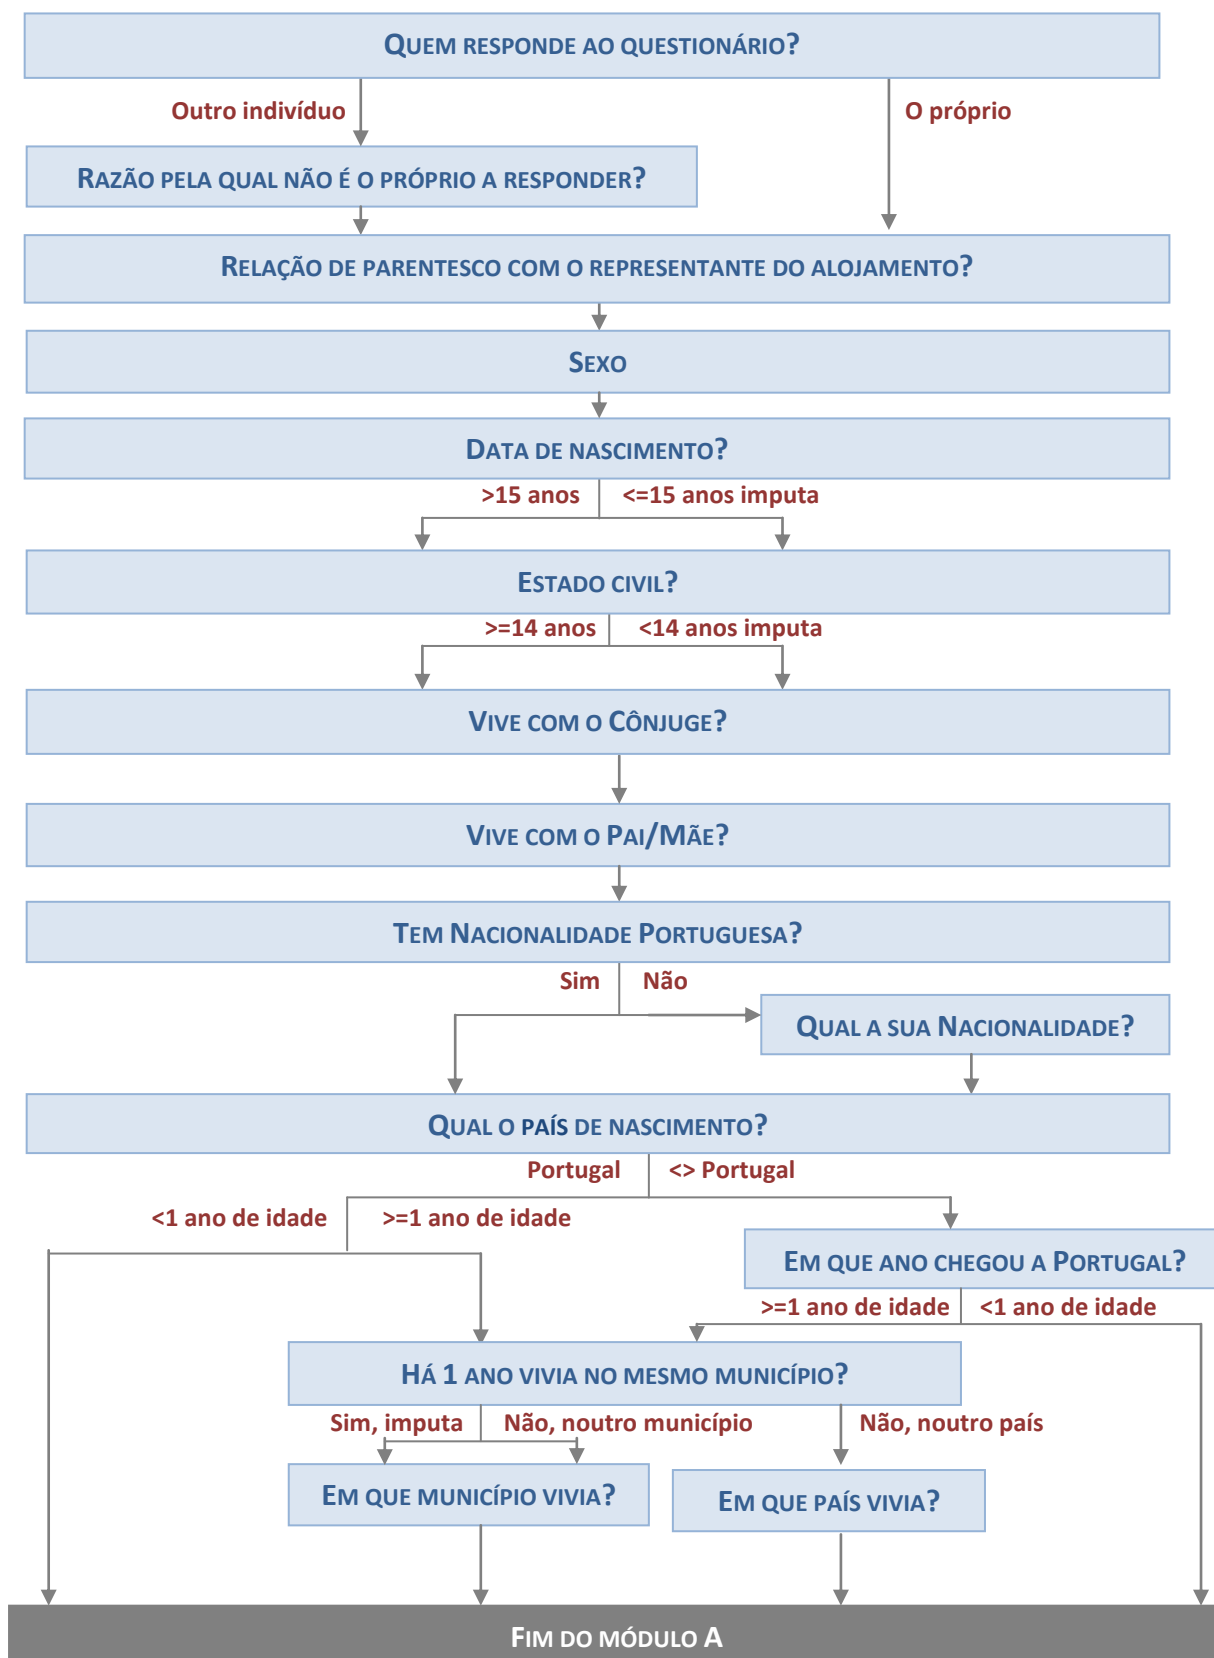 QUEM RESPONDE AO QUESTIONÁRIO?
Outro indivíduo
O próprio
RAZÃO PELA QUAL NÃO É O PRÓPRIO A RESPONDER?
RELAÇÃO DE PARENTESCO COM O REPRESENTANTE DO ALOJAMENTO?
SEXO
DATA DE NASCIMENTO?
>15 anos
<=15 anos imputa
ESTADO CIVIL?
>=14 anos
<14 anos imputa
VIVE COM O CÔNJUGE?
VIVE COM O PAI/MÃE?
TEM NACIONALIDADE PORTUGUESA?
Sim
Não
QUAL A SUA NACIONALIDADE?
QUAL O PAÍS DE NASCIMENTO?
Portugal
<> Portugal
<1 ano de idade
>=1 ano de idade
EM QUE ANO CHEGOU A PORTUGAL?
>=1 ano de idade
<1 ano de idade
HÁ 1 ANO VIVIA NO MESMO MUNICÍPIO?
Sim, imputa
Não, noutro município
Não, noutro país
EM QUE MUNICÍPIO VIVIA?
EM QUE PAÍS VIVIA?
FIM DO MÓDULO A